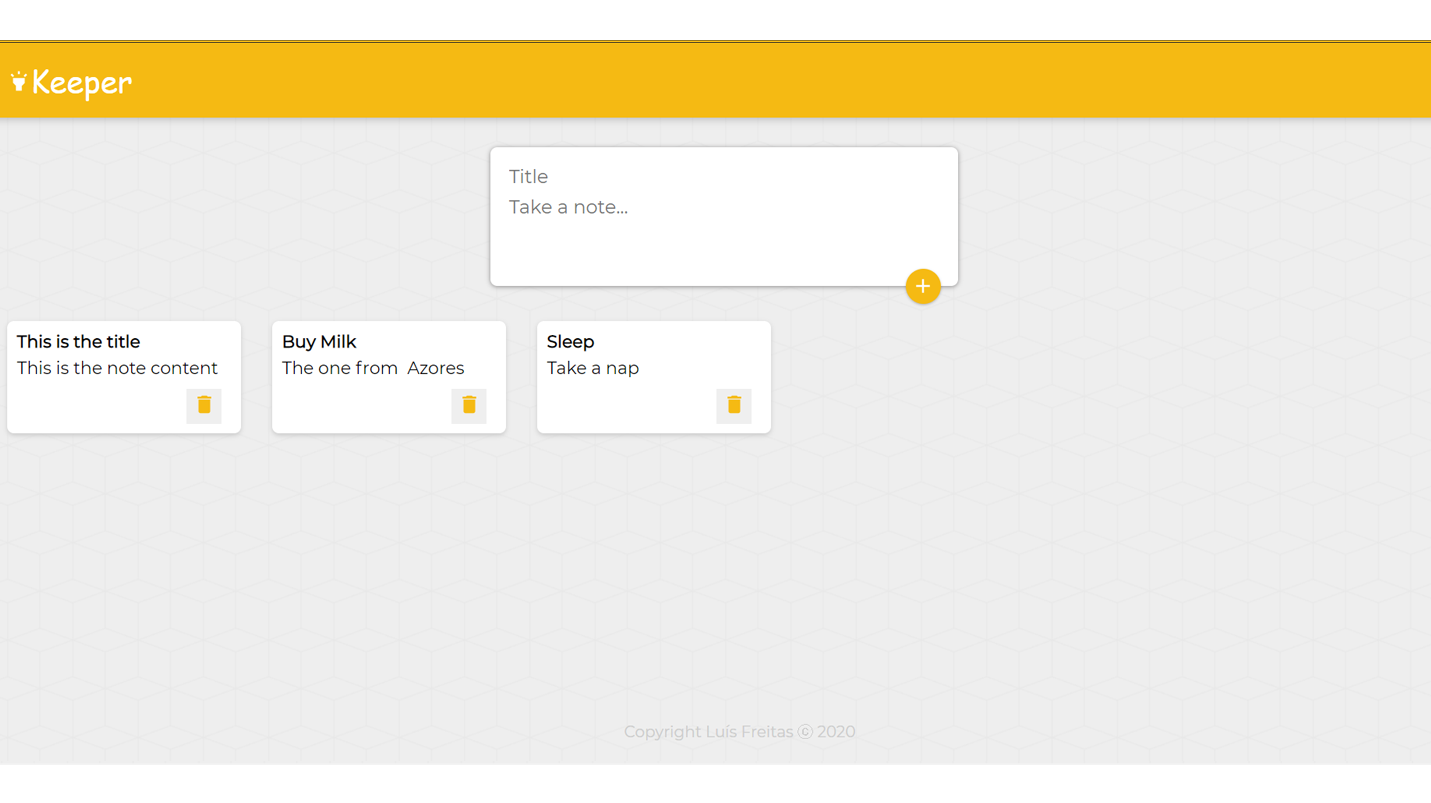 Keeper
Title
Take a note...
+
This is the title
This is the note content
Buy Milk
The one from  Azores
Sleep
Take a nap
Copyright Luís Freitas ⓒ 2020